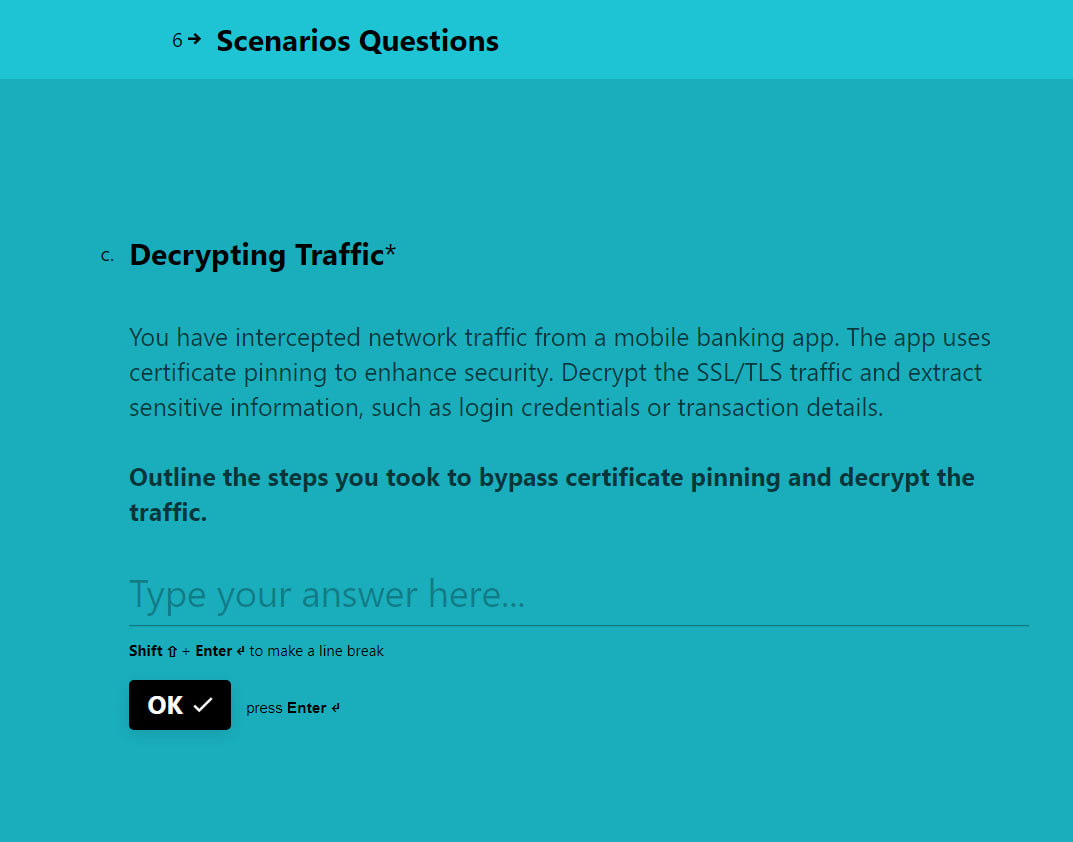 6→ Scenarios Questions
c. Decrypting Traffic*
You have intercepted network traffic from a mobile banking app. The app uses
certificate pinning to enhance security. Decrypt the SSL/TLS traffic and extract
sensitive information, such as login credentials or transaction details.
Outline the steps you took to bypass certificate pinning and decrypt the
traffic.
Type your answer here...
Shift ⇧ + Enter ↵ to make a line break
OK ✓ press Enter ↵